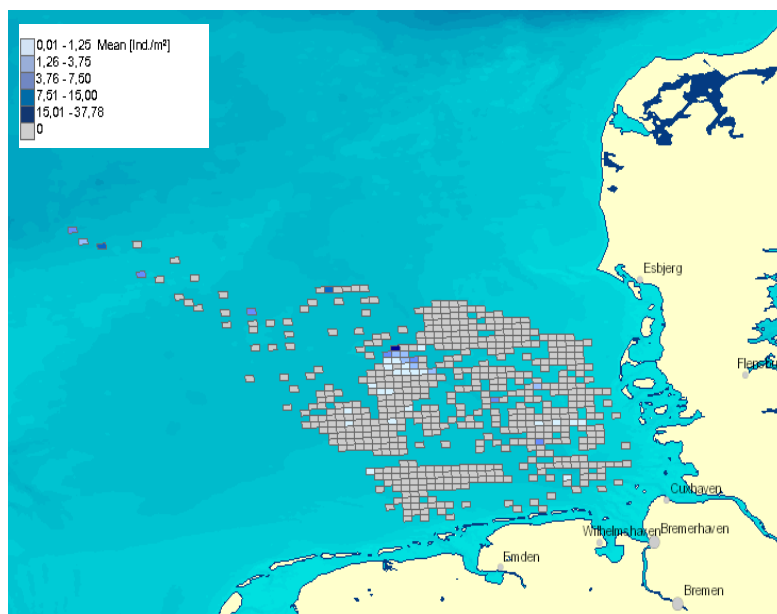 0,01 - 1,25 Mean [Ind./m²]
1,26 - 3,75
3,76 - 7,50
7,51 - 15,00
15,01 - 37,78
0
Esbjerg
Flensbu
Cuxhaven
Wilhelmshaven
Bremerhaven
Emden
Bremen